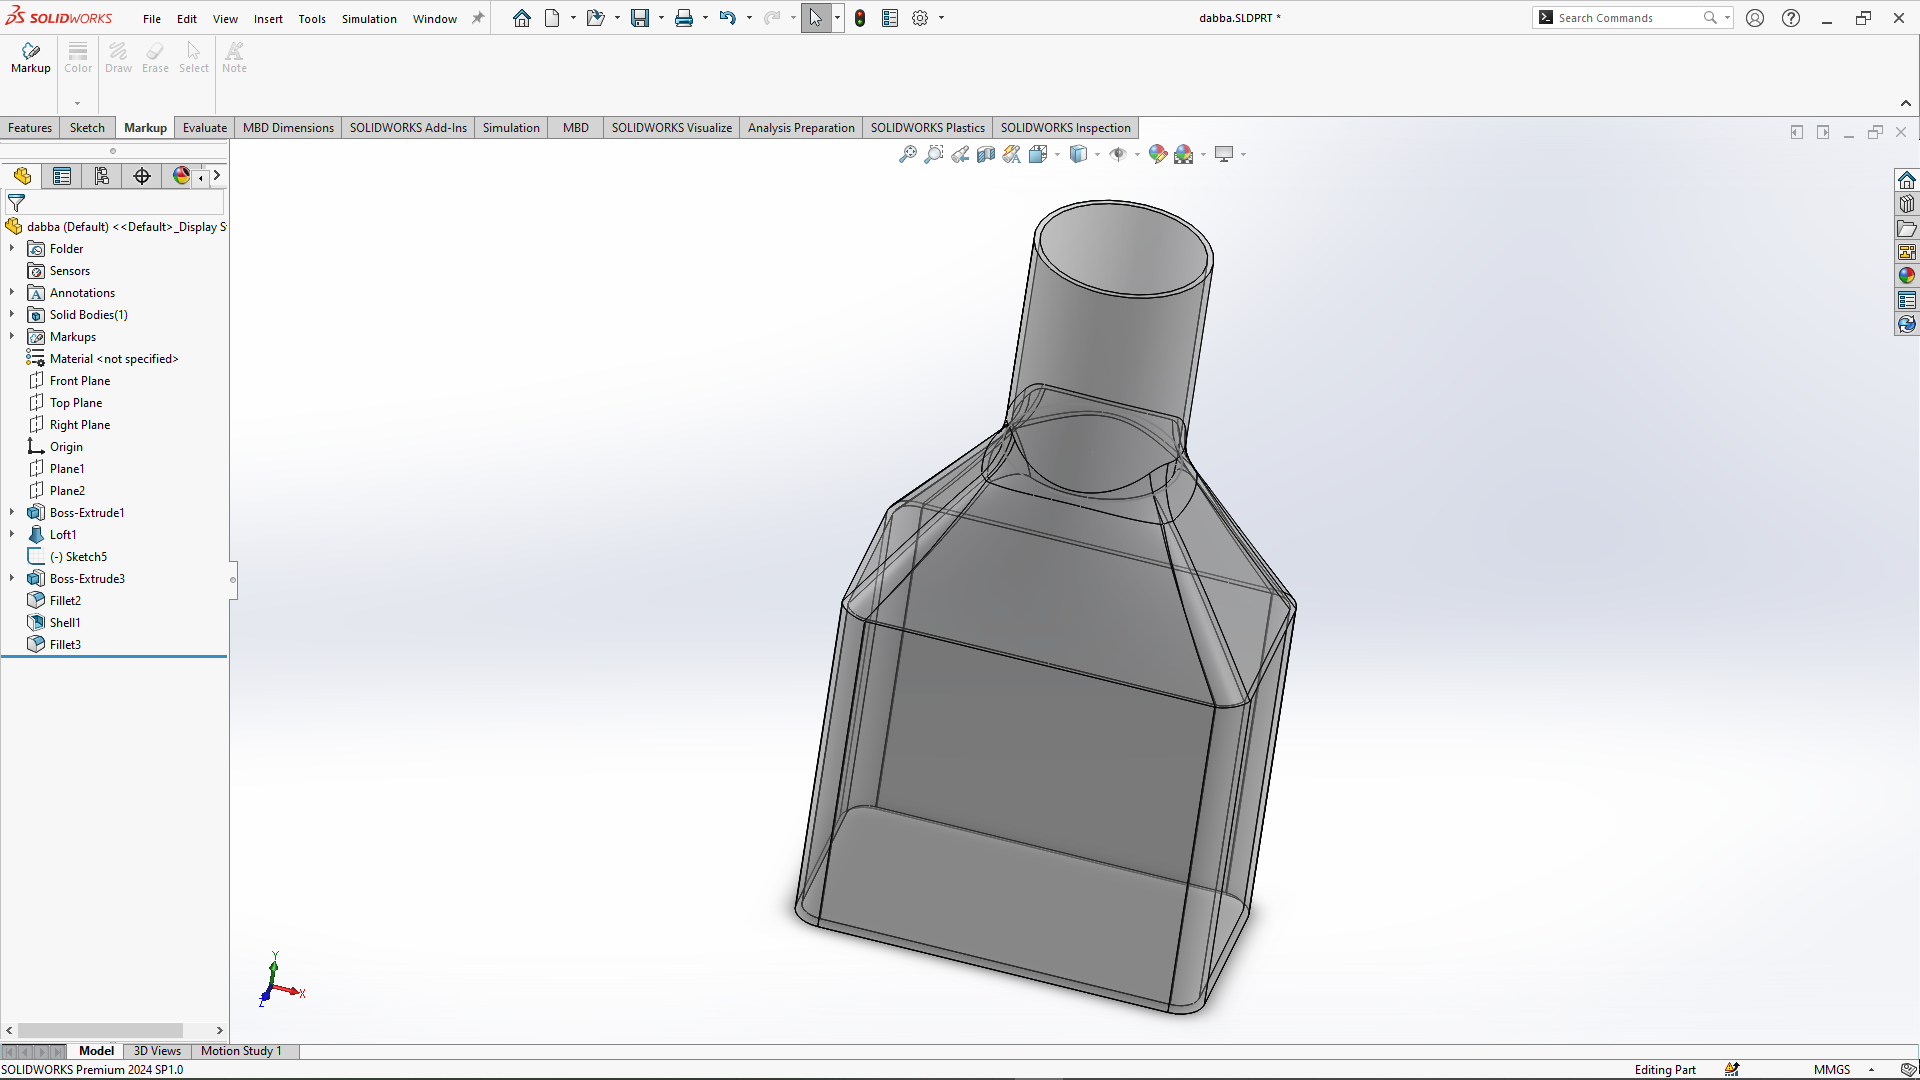 SOLIDWORKS File Edit View Insert Tools Simulation Window dabba.SLDPRT * Search Commands
Markup Color Draw Erase Select Note
Features Sketch Markup Evaluate MBD Dimensions SOLIDWORKS Add-Ins Simulation MBD SOLIDWORKS Visualize Analysis Preparation SOLIDWORKS Plastics SOLIDWORKS Inspection
dabba (Default) <<Default>_Display S
Folder
Sensors
Annotations
Solid Bodies(1)
Markups
Material <not specified>
Front Plane
Top Plane
Right Plane
Origin
Plane1
Plane2
Boss-Extrude1
Loft1
(-) Sketch5
Boss-Extrude3
Fillet2
Shell1
Fillet3
Y
X
Z
Model 3D Views Motion Study 1
SOLIDWORKS Premium 2024 SP1.0 Editing Part MMGS